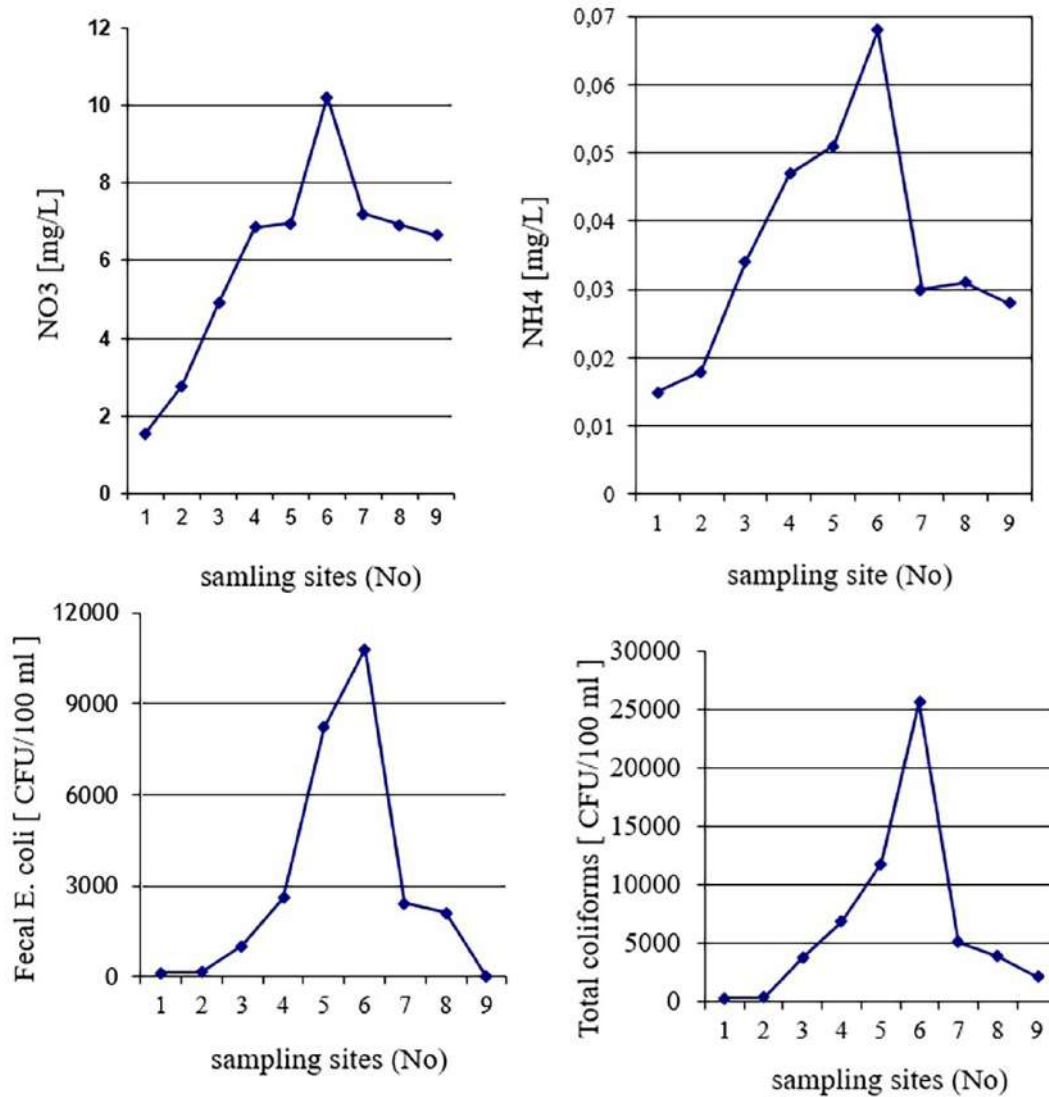 NO3 [mg/L]
12
10
8
6
4
2
0
1 2 3 4 5 6 7 8 9
samling sites (No)
NH4 [mg/L]
0,07
0,06
0,05
0,04
0,03
0,02
0,01
0
1 2 3 4 5 6 7 8 9
sampling site (No)
Fecal E. coli [ CFU/100 ml ]
12000
9000
6000
3000
0
1 2 3 4 5 6 7 8 9
sampling sites (No)
Total coliforms [ CFU/100 ml ]
30000
25000
20000
15000
10000
5000
0
1 2 3 4 5 6 7 8 9
sampling sites (No)